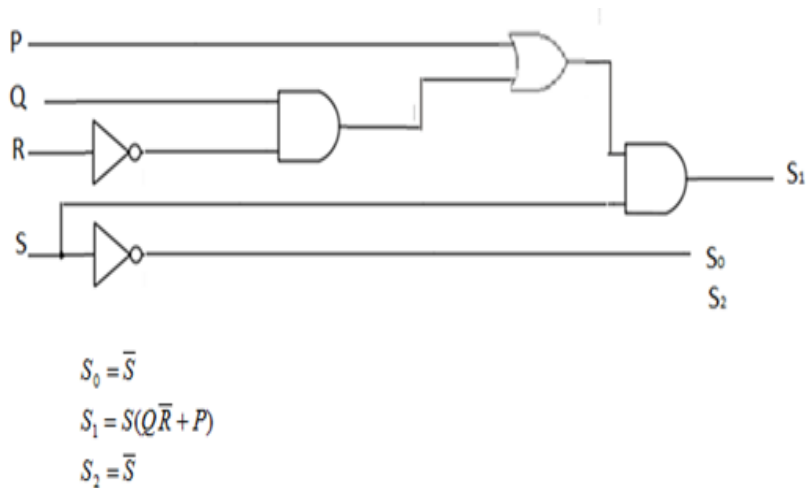 P
Q
R
S₁
S
S₀
S₂
S₀ = S̅
S₁ = S(QR̅ + P)
S₂ = S̅